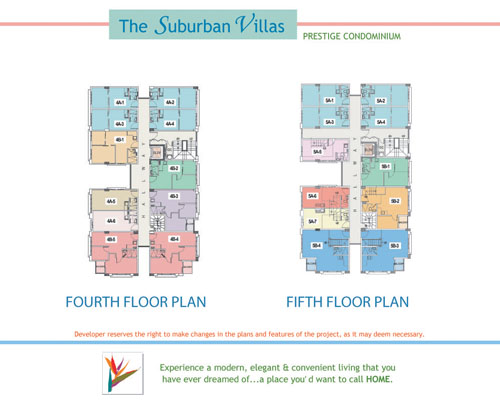 The Suburban Villas
PRESTIGE CONDOMINIUM
4A-1
4A-2
4A-3
4A-4
4B-1
4B-2
4A-5
4B-3
4A-6
4B-5
4B-4
HALLWAY
5A-1
5A-2
5A-3
5A-4
5A-5
5B-1
5A-6
5B-2
5A-7
5B-4
5B-3
HALLWAY
FOURTH FLOOR PLAN
FIFTH FLOOR PLAN
Developer reserves the right to make changes in the plans and features of the project, as it may deem necessary.
Experience a modern, elegant & convenient living that you
have ever dreamed of...a place you'd want to call HOME.